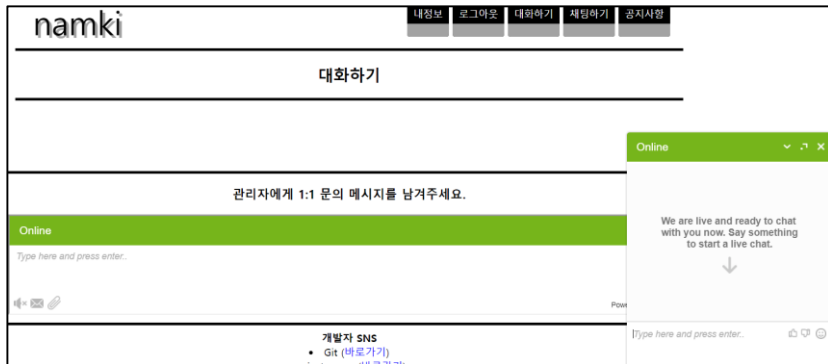 namki
내정보 로그아웃 대화하기 채팅하기 공지사항
대화하기
관리자에게 1:1 문의 메시지를 남겨주세요.
Online
Type here and press enter..
개발자 SNS
Git (바로가기)
Online
We are live and ready to chat
with you now. Say something
to start a live chat.
Type here and press enter..